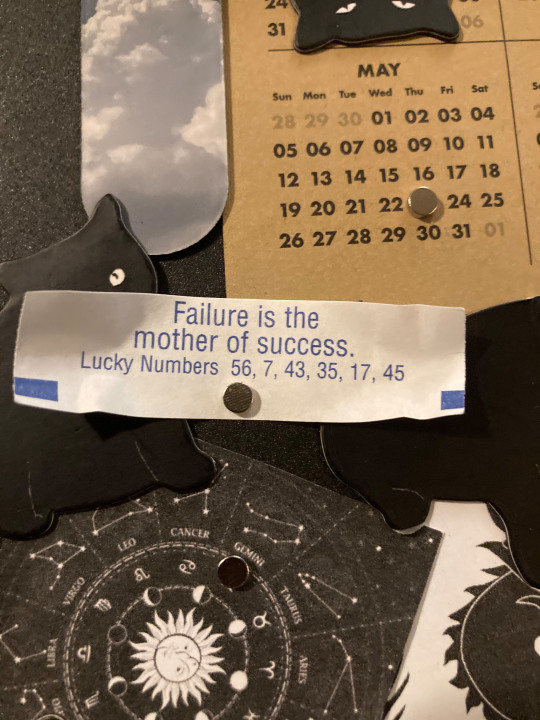 24 30 06
31
MAY
Sun Mon Tue Wed Thu Fri Sat
28 29 30 01 02 03 04
05 06 07 08 09 10 11
12 13 14 15 16 17 18
19 20 21 22 24 25
26 27 28 29 30 31 01
Failure is the
mother of success.
Lucky Numbers 56, 7, 43, 35, 17, 45
CANCER
LEO
GEMINI
VIRGO
TAURUS
LIBRA
ARIES